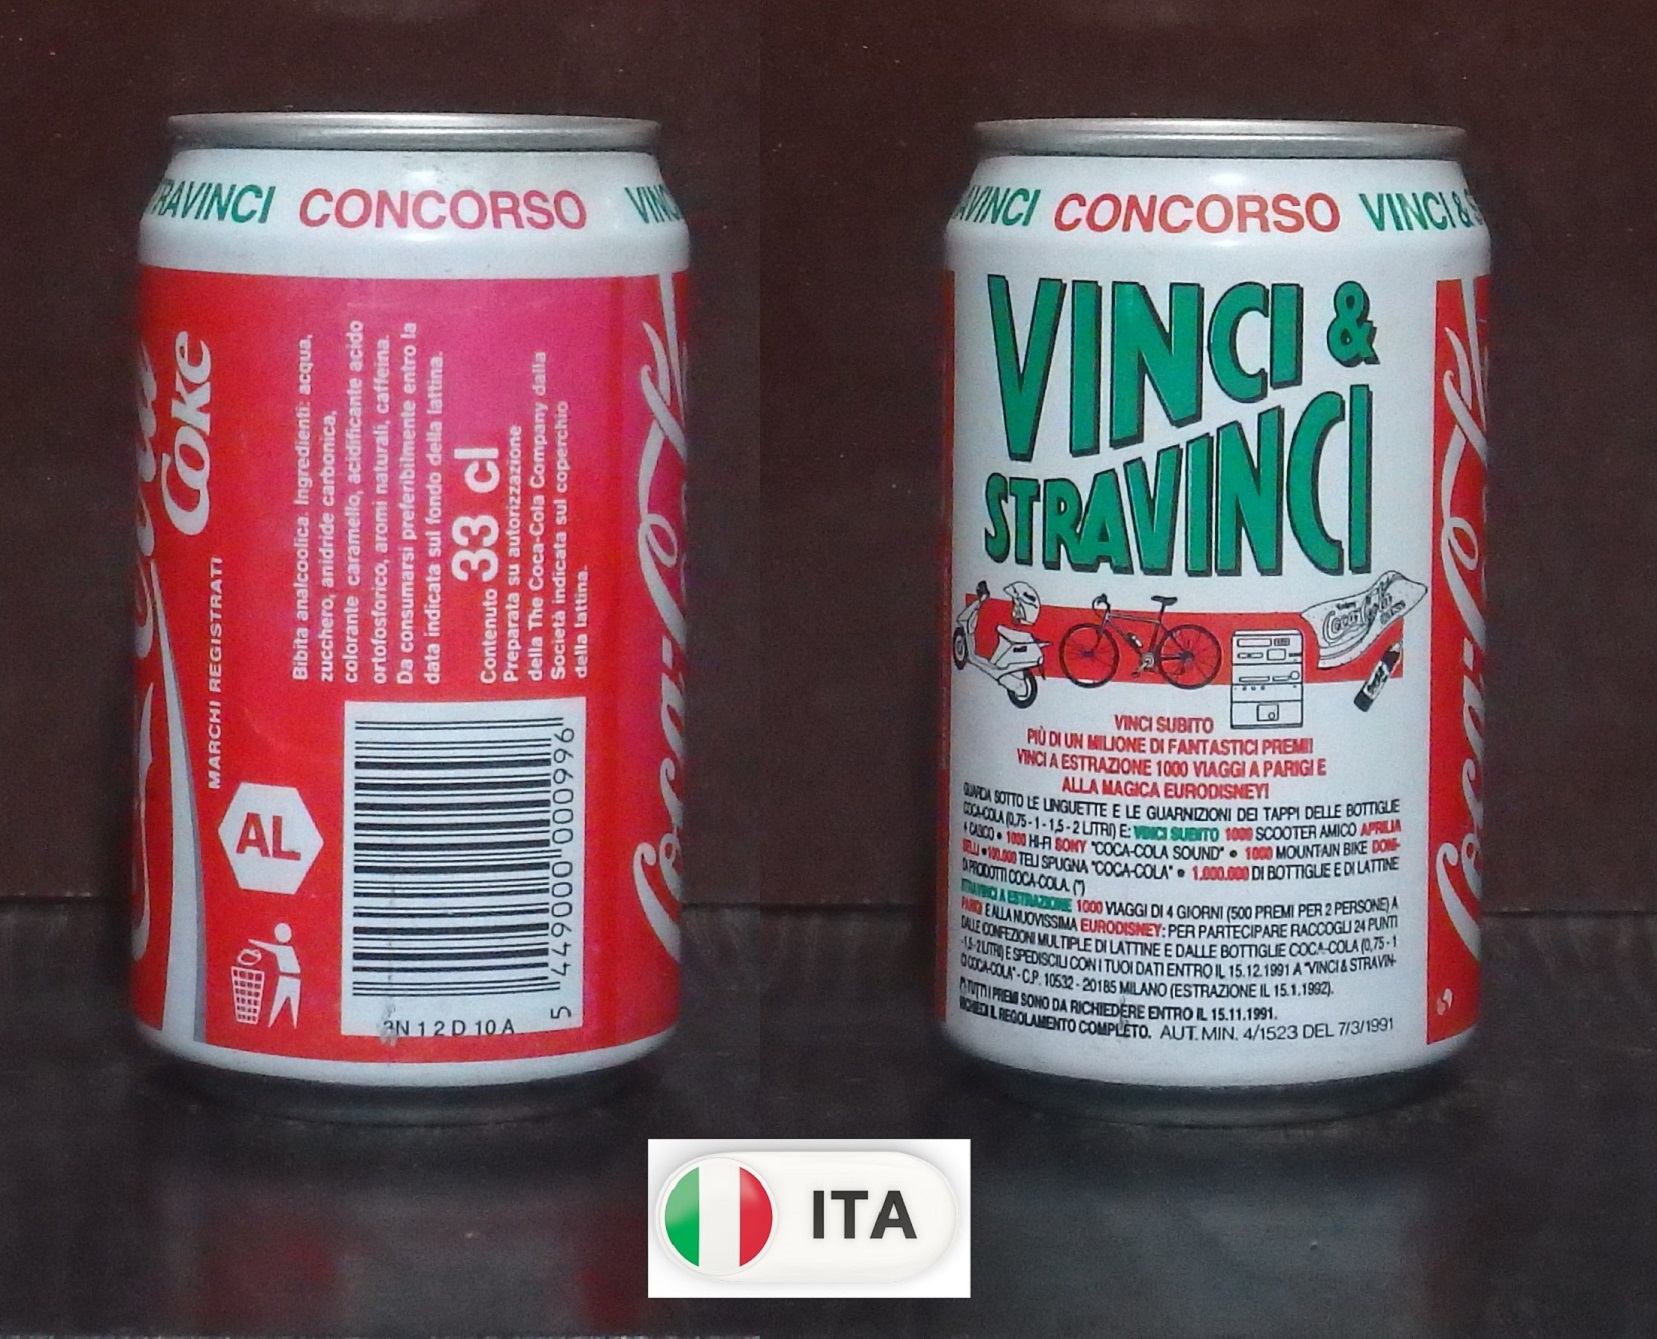 TRAVINCI CONCORSO VINC
Coke
MARCHI REGISTRATI
Bibita analcoolica. Ingredienti: acqua,
zucchero, anidride carbonica,
colorante caramello, acidificante acido
ortofosforico, aromi naturali, caffeina.
Da consumarsi preferibilmente entro la
data indicata sul fondo della lattina.
Contenuto 33 cl
Preparata su autorizzazione
della The Coca-Cola Company dalla
Società indicata sul coperchio
della lattina.
AL
5 449000 000996
3N 1 2 D 10 A
Coca-Cola
AVINCI CONCORSO VINCI & S
VINCI &
STRAVINCI
Coca-Cola
VINCI SUBITO
PIÙ DI UN MILIONE DI FANTASTICI PREMI!
VINCI A ESTRAZIONE 1000 VIAGGI A PARIGI E
ALLA MAGICA EURODISNEY!
GUARDA SOTTO LE LINGUETTE E LE GUARNIZIONI DEI TAPPI DELLE BOTTIGLIE
COCA-COLA (0,75 - 1 - 1,5 - 2 LITRI) E: VINCI SUBITO 1000 SCOOTER AMICO APRILIA
+ CASCO • 1000 HI-FI SONY "COCA-COLA SOUND" • 1000 MOUNTAIN BIKE DONI-
SELLI • 100.000 TELI SPUGNA "COCA-COLA" • 1.000.000 DI BOTTIGLIE E DI LATTINE
DI PRODOTTI COCA-COLA. (*)
STRAVINCI A ESTRAZIONE 1000 VIAGGI DI 4 GIORNI (500 PREMI PER 2 PERSONE) A
PARIGI E ALLA NUOVISSIMA EURODISNEY: PER PARTECIPARE RACCOGLI 24 PUNTI
DALLE CONFEZIONI MULTIPLE DI LATTINE E DALLE BOTTIGLIE COCA-COLA (0,75 - 1
-1,5-2 LITRI) E SPEDISCILI CON I TUOI DATI ENTRO IL 15.12.1991 A "VINCI & STRAVIN-
CI COCA-COLA" - C.P. 10532 - 20185 MILANO (ESTRAZIONE IL 15.1.1992).
(*) TUTTI I PREMI SONO DA RICHIEDERE ENTRO IL 15.11.1991.
RICHIEDI IL REGOLAMENTO COMPLETO. AUT. MIN. 4/1523 DEL 7/3/1991
Coca-Cola
ITA